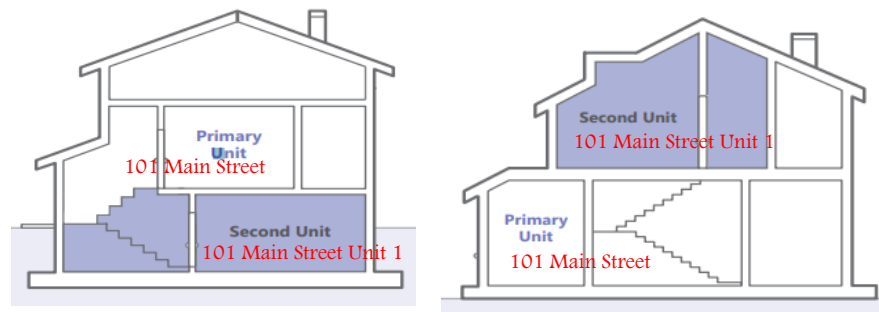 Primary
Unit
101 Main Street
Second Unit
101 Main Street Unit 1
Second Unit
101 Main Street Unit 1
Primary
Unit
101 Main Street